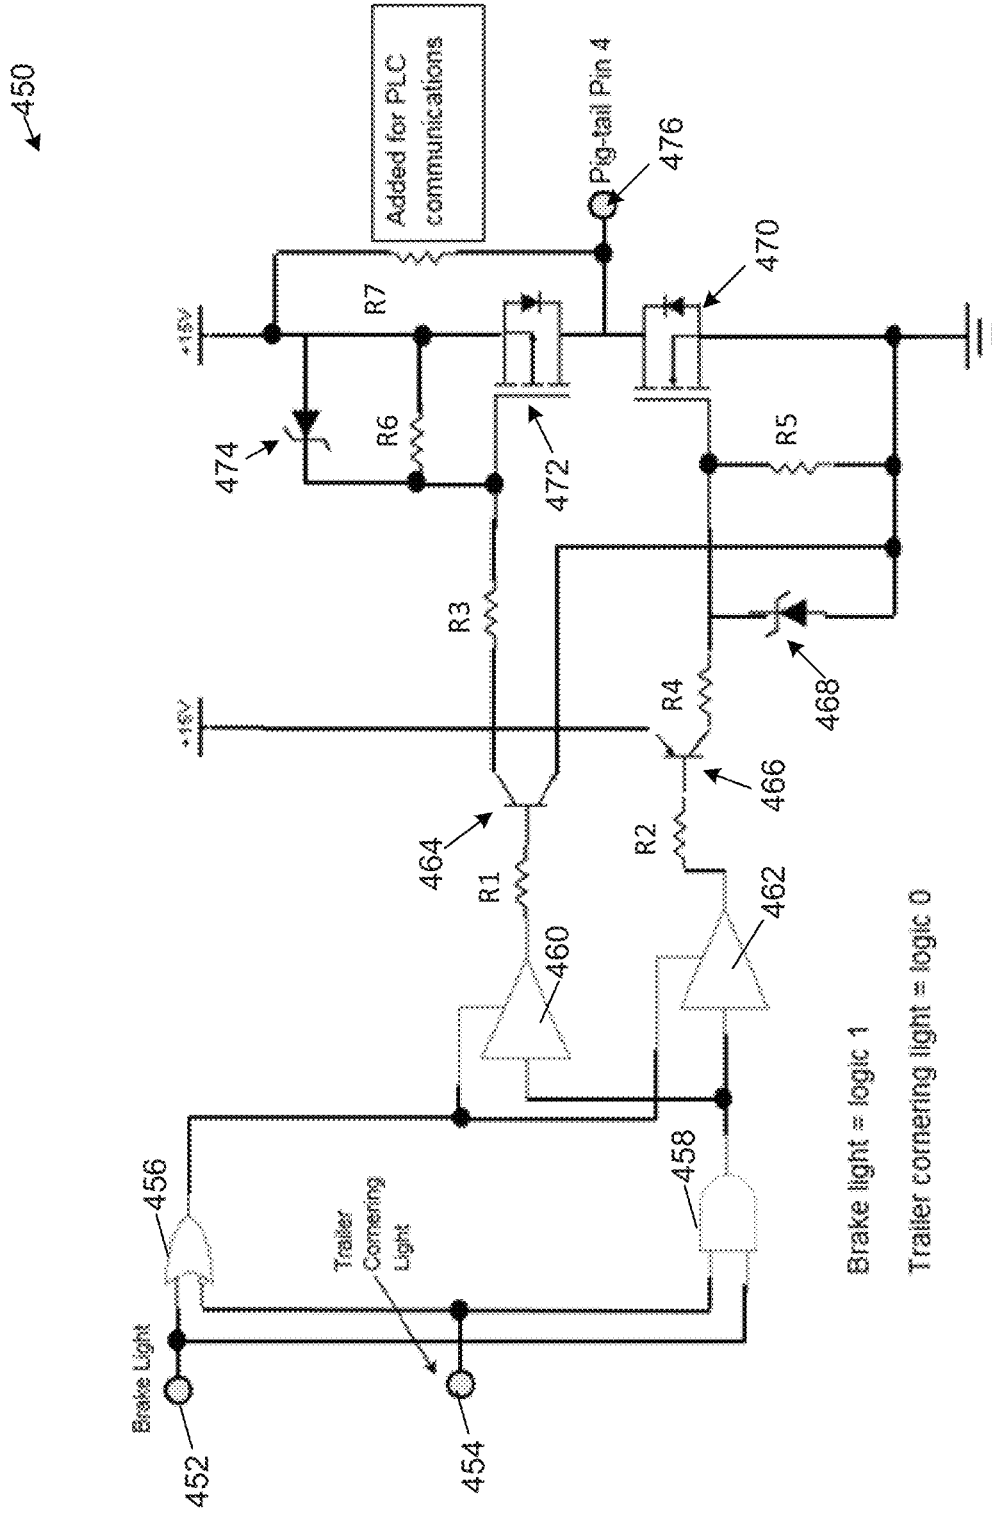 450
+15V
+15V
Added for PLC
communications
R7
Pig-tail Pin 4
476
474
R6
472
470
R5
R3
R4
468
464
466
R1
R2
460
462
456
458
Trailer
Cornering
Light
Brake Light
452
454
Brake light = logic 1
Trailer cornering light = logic 0